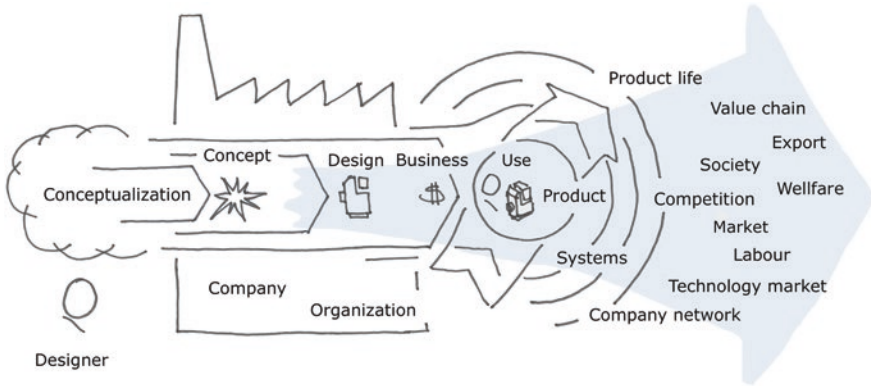 Product life
Value chain
Export
Concept
Design
Business
Use
Society
Conceptualization
Product
Competition
Wellfare
Market
Systems
Labour
Company
Technology market
Organization
Company network
Designer